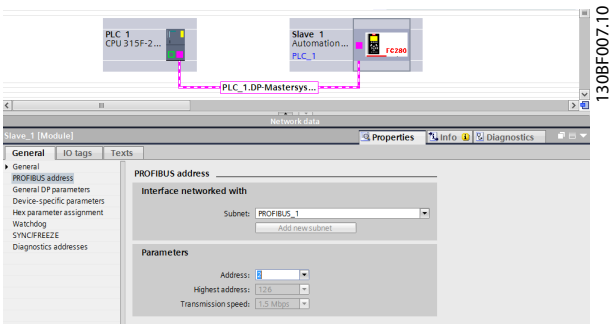 130BF007.10
PLC_1
CPU 315F-2...
Slave_1
Automation...
PLC_1
FC280
PLC_1.DP-Mastersys...
Network data
Slave_1 [Module]
Properties
Info
Diagnostics
General
IO tags
Texts
General
PROFIBUS address
General DP parameters
Device-specific parameters
Hex parameter assignment
Watchdog
SYNC/FREEZE
Diagnostics addresses
PROFIBUS address
Interface networked with
Subnet: PROFIBUS_1
Add new subnet
Parameters
Address: 2
Highest address: 126
Transmission speed: 1.5 Mbps